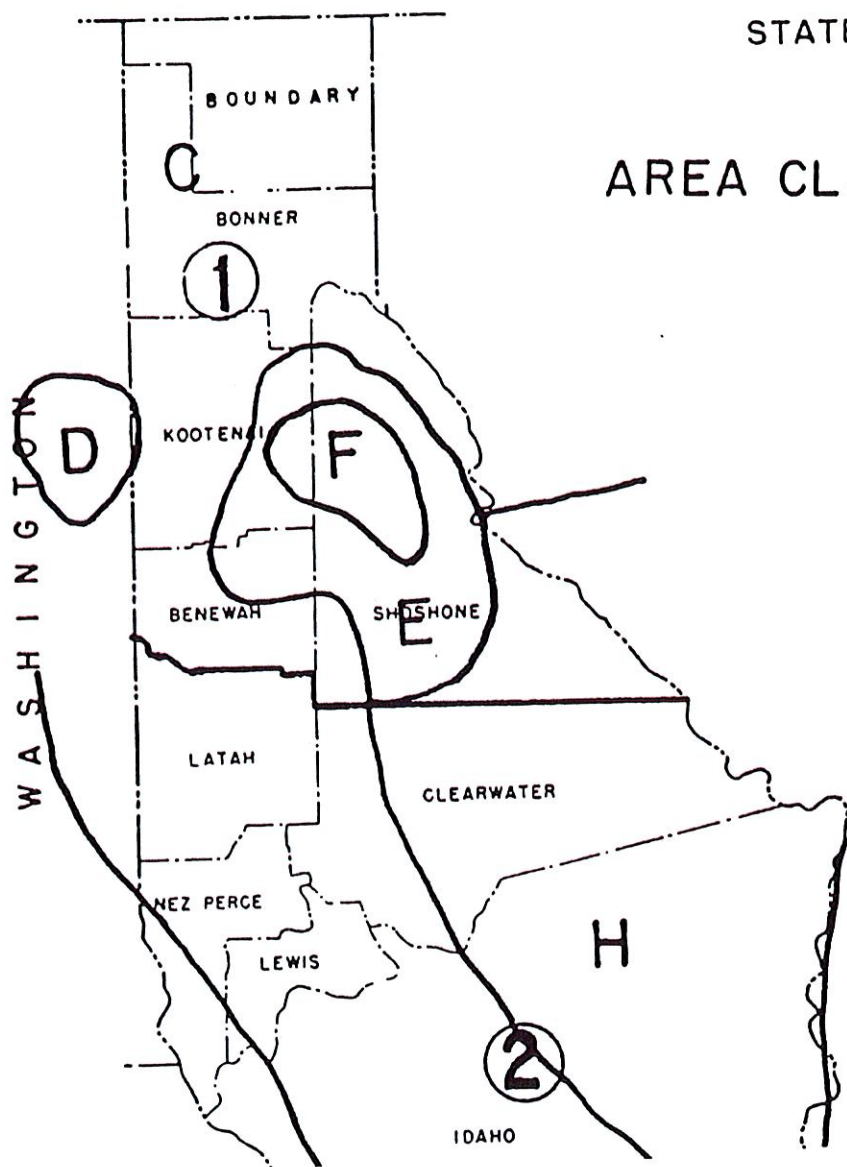 STATE
BOUNDARY
C
AREA CL
BONNER
1
WASHINGTON
D
KOOTENAI
F
BENEWAH
SHOSHONE
E
LATAH
CLEARWATER
NEZ PERCE
H
LEWIS
2
IDAHO